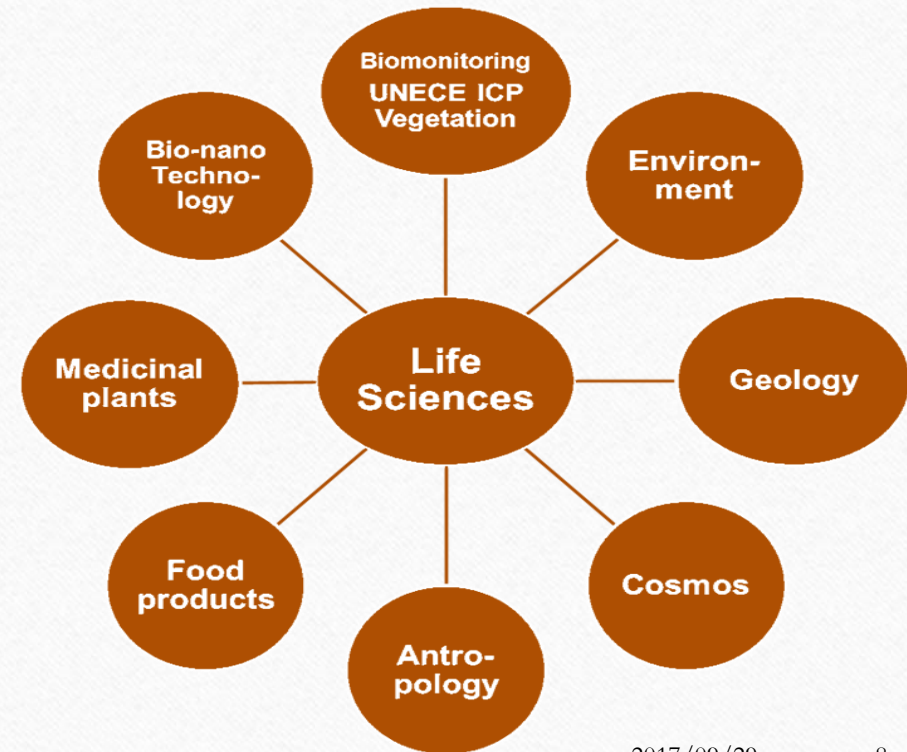 Biomonitoring
UNECE ICP
Vegetation
Bio-nano
Techno-
logy
Environ-
ment
Medicinal
plants
Life
Sciences
Geology
Food
products
Cosmos
Antro-
pology